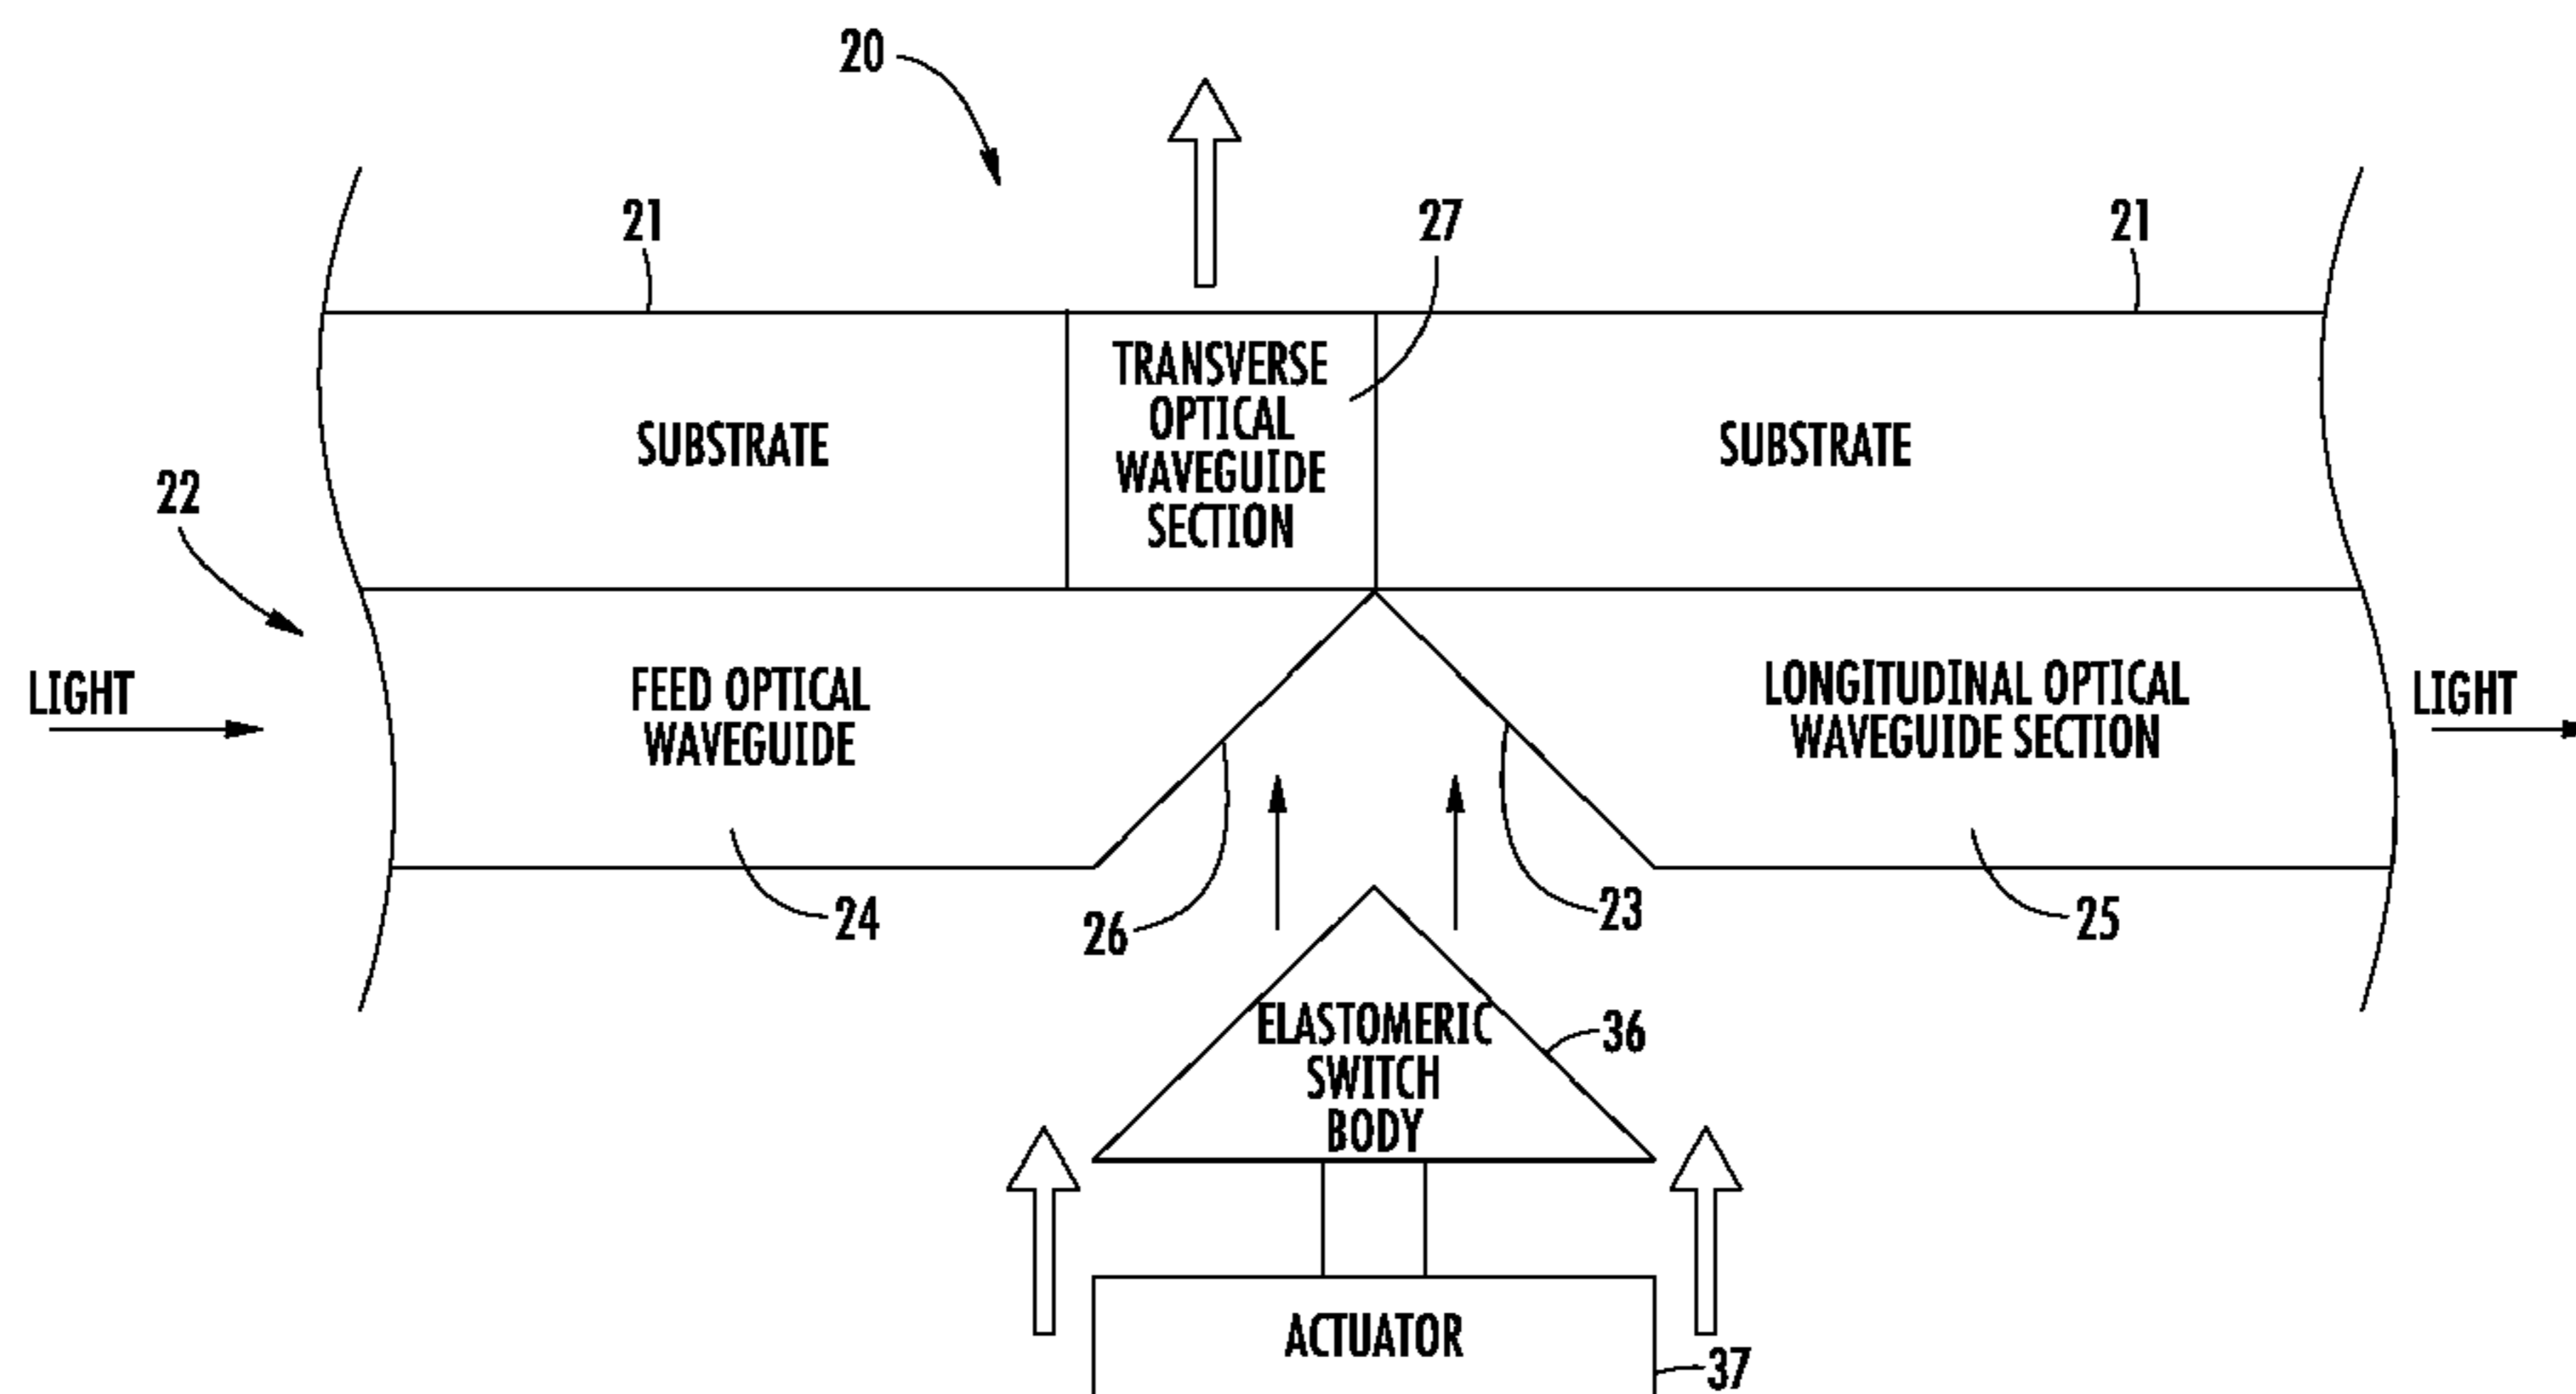 20
21
27
21
TRANSVERSE
OPTICAL
WAVEGUIDE
SECTION
SUBSTRATE
SUBSTRATE
22
LIGHT
FEED OPTICAL
WAVEGUIDE
LONGITUDINAL OPTICAL
WAVEGUIDE SECTION
LIGHT
24
26
23
25
ELASTOMERIC
SWITCH
BODY
36
ACTUATOR
37